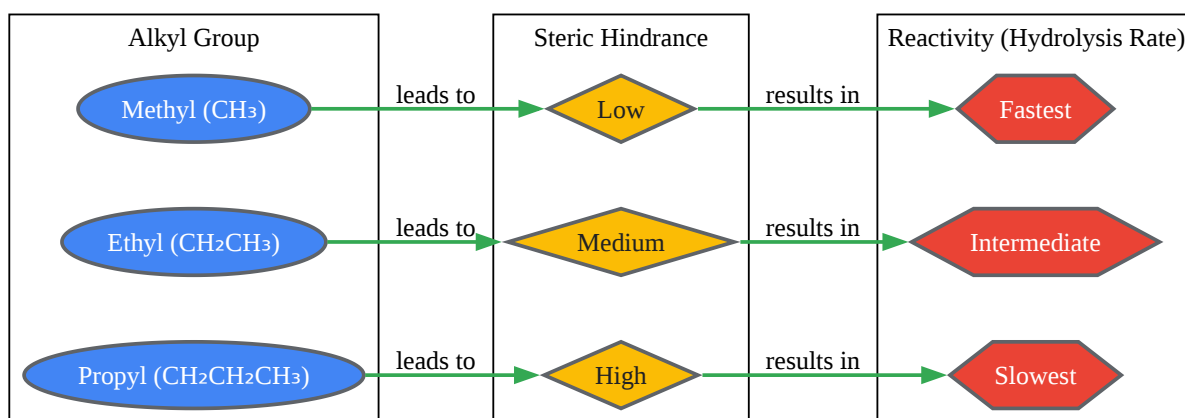 Alkyl Group
Steric Hindrance
Reactivity (Hydrolysis Rate)
Methyl (CH₃)
leads to
Low
results in
Fastest
Ethyl (CH₂CH₃)
leads to
Medium
results in
Intermediate
Propyl (CH₂CH₂CH₃)
leads to
High
results in
Slowest